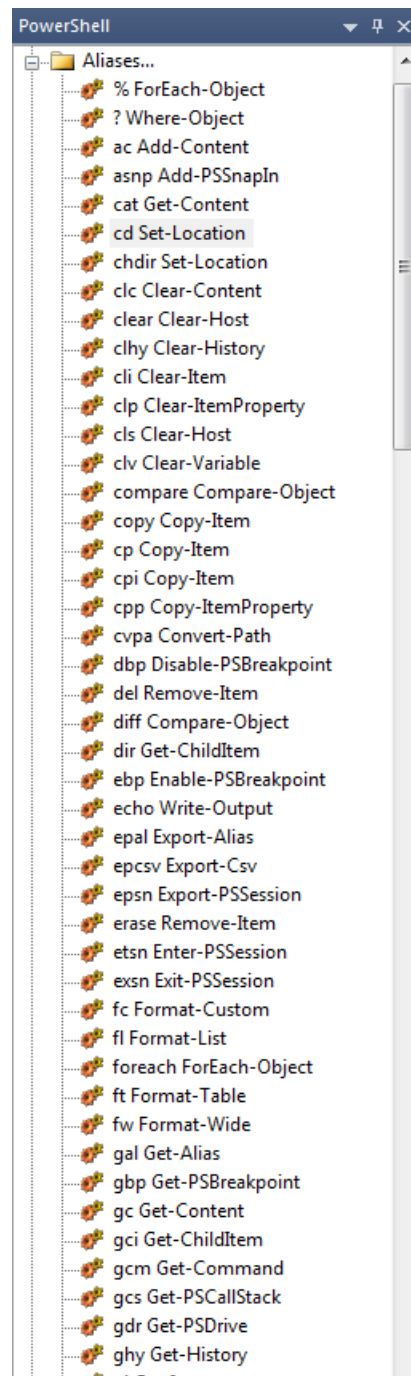 PowerShell
Aliases...
% ForEach-Object
? Where-Object
ac Add-Content
asnp Add-PSSnapIn
cat Get-Content
cd Set-Location
chdir Set-Location
clc Clear-Content
clear Clear-Host
clhy Clear-History
cli Clear-Item
clp Clear-ItemProperty
cls Clear-Host
clv Clear-Variable
compare Compare-Object
copy Copy-Item
cp Copy-Item
cpi Copy-Item
cpp Copy-ItemProperty
cvpa Convert-Path
dbp Disable-PSBreakpoint
del Remove-Item
diff Compare-Object
dir Get-ChildItem
ebp Enable-PSBreakpoint
echo Write-Output
epal Export-Alias
epcsv Export-Csv
epsn Export-PSSession
erase Remove-Item
etsn Enter-PSSession
exsn Exit-PSSession
fc Format-Custom
fl Format-List
foreach ForEach-Object
ft Format-Table
fw Format-Wide
gal Get-Alias
gbp Get-PSBreakpoint
gc Get-Content
gci Get-ChildItem
gcm Get-Command
gcs Get-PSCallStack
gdr Get-PSDrive
ghy Get-History